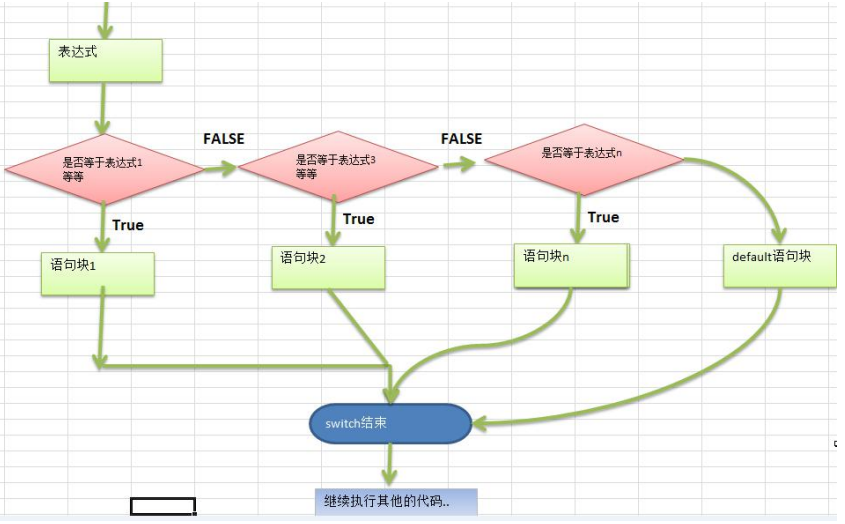 表达式
FALSE
FALSE
是否等于表达式1
等等
是否等于表达式3
等等
是否等于表达式n
True
True
True
语句块1
语句块2
语句块n
default语句块
switch结束
继续执行其他的代码..